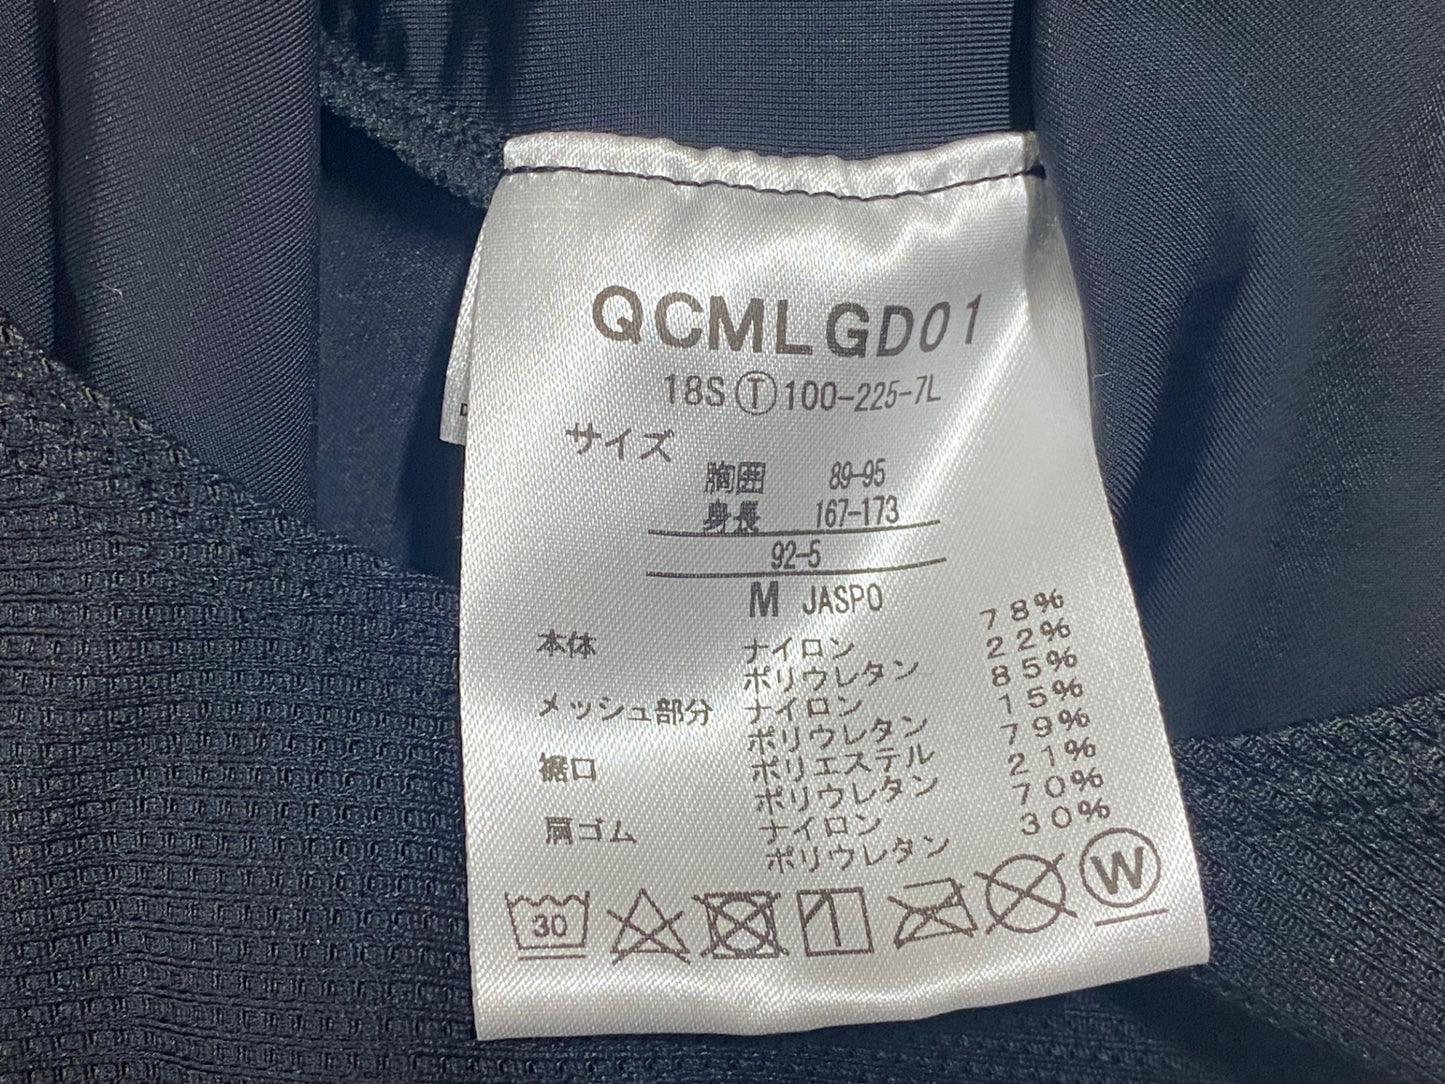 QCMLGD01
18S Ⓣ 100-225-7L
サイズ
胸囲 89-95
身長 167-173
92-5
M JASPO
本体 ナイロン 78%
ポリウレタン 22%
メッシュ部分 ナイロン 85%
ポリウレタン 15%
裾口 ポリエステル 79%
ポリウレタン 21%
肩ゴム ナイロン 70%
ポリウレタン 30%
30 W